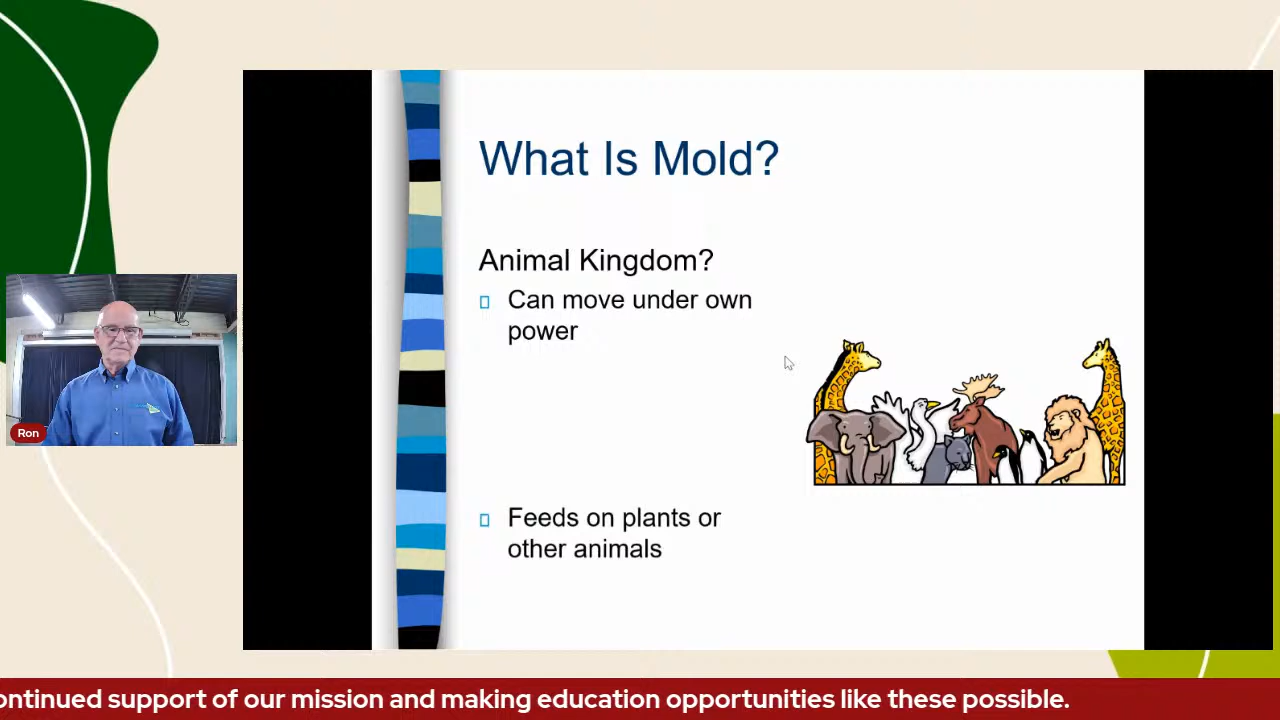 What Is Mold?
Animal Kingdom?
Can move under own
power
Feeds on plants or
other animals
Ron
ontinued support of our mission and making education opportunities like these possible.